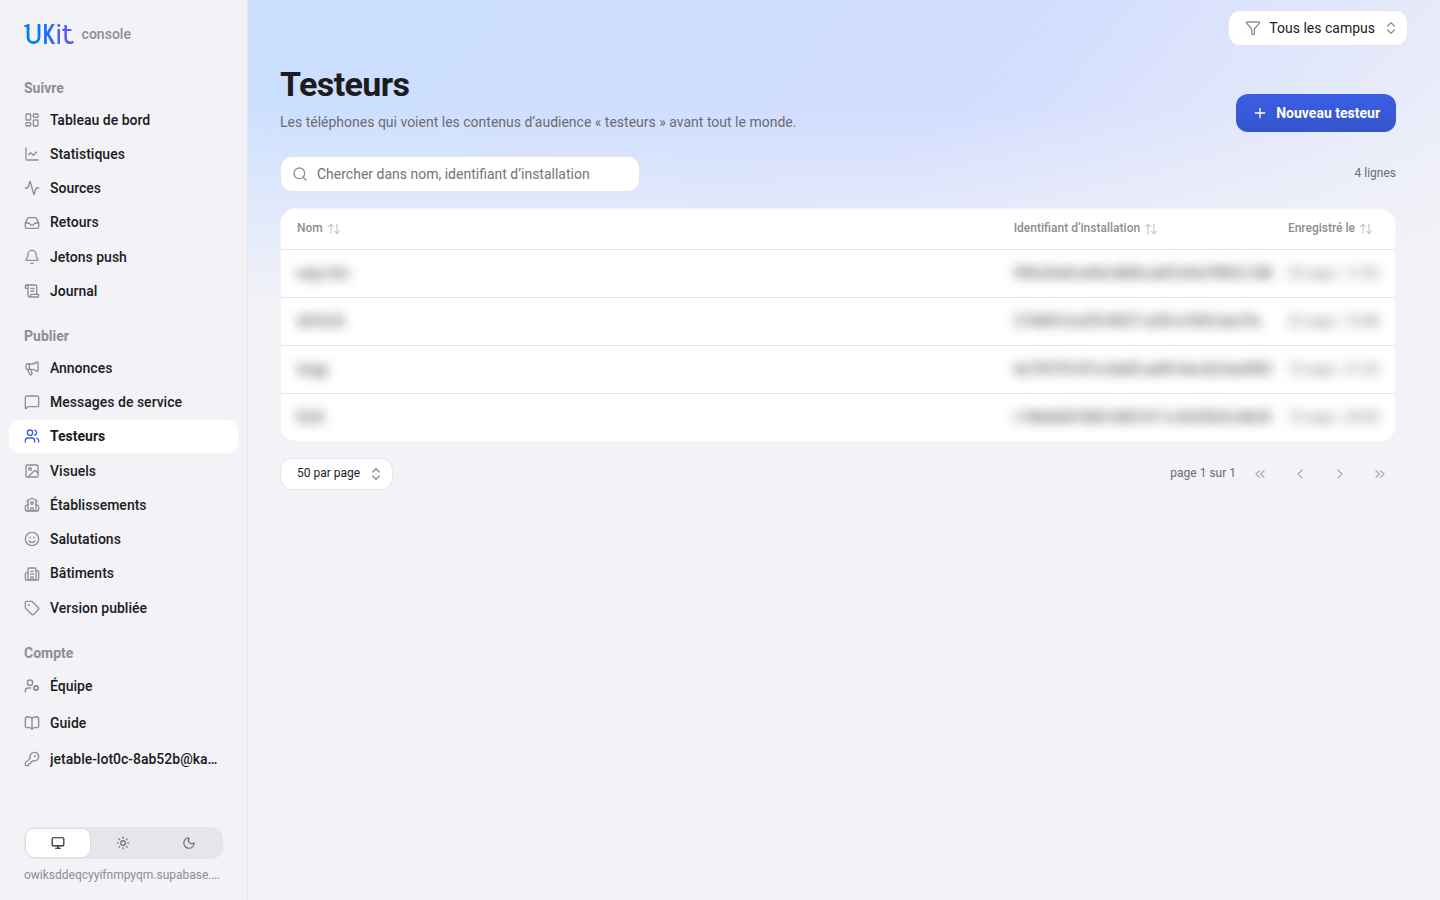 UKit console
Suivre
Tableau de bord
Statistiques
Sources
Retours
Jetons push
Journal
Publier
Annonces
Messages de service
Testeurs
Visuels
Établissements
Salutations
Bâtiments
Version publiée
Compte
Équipe
Guide
jetable-lot0c-8ab52b@ka...
owiksddeqcyyifnmpyqm.supabase....
Tous les campus
Testeurs
Les téléphones qui voient les contenus d’audience « testeurs » avant tout le monde.
Nouveau testeur
Chercher dans nom, identifiant d’installation
4 lignes
Nom Identifiant d’installation Enregistré le
50 par page
page 1 sur 1